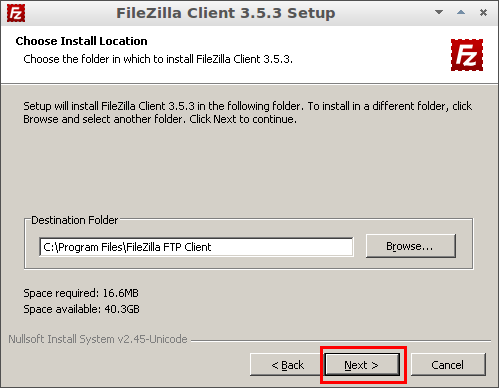 FileZilla Client 3.5.3 Setup
Choose Install Location
Choose the folder in which to install FileZilla Client 3.5.3.
Fz
Setup will install FileZilla Client 3.5.3 in the following folder. To install in a different folder, click
Browse and select another folder. Click Next to continue.
Destination Folder
C:\Program Files\FileZilla FTP Client
Browse...
Space required: 16.6MB
Space available: 40.3GB
Nullsoft Install System v2.45-Unicode
< Back
Next >
Cancel